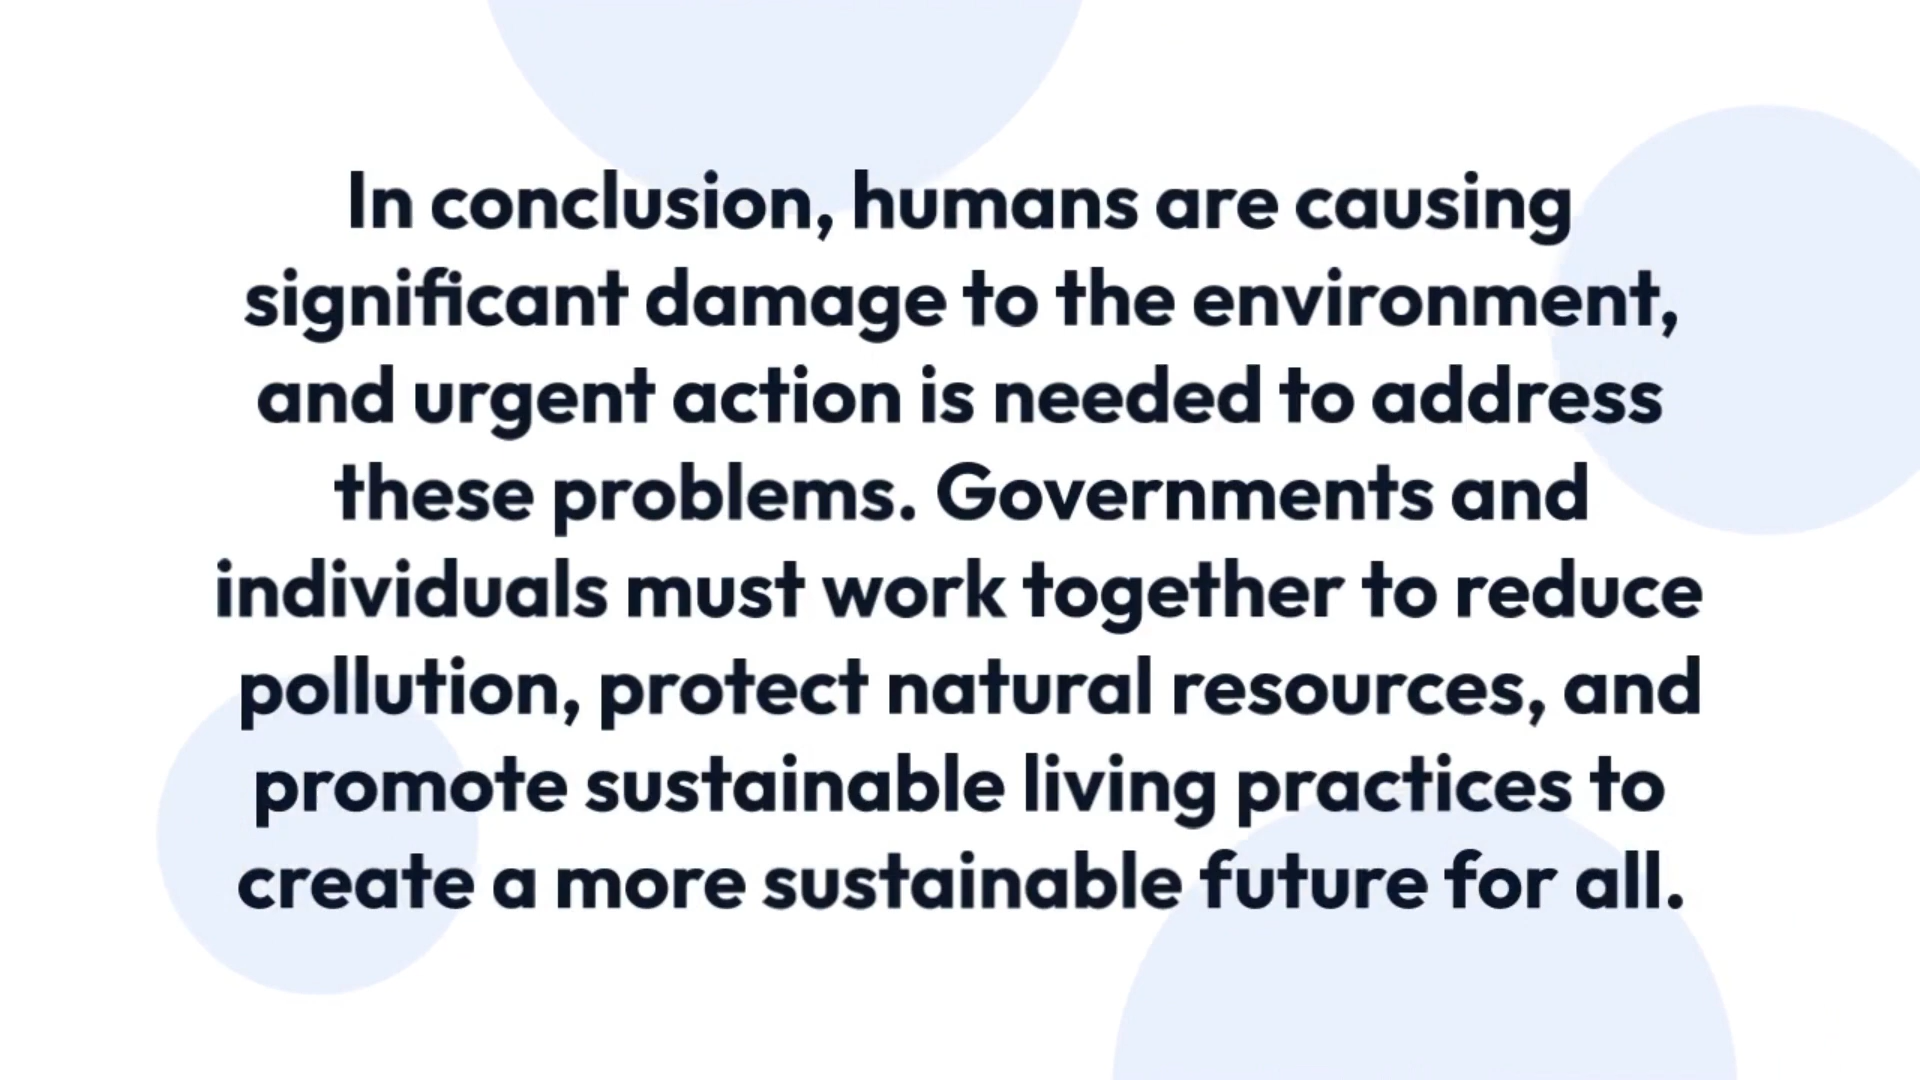 In conclusion, humans are causing
significant damage to the environment,
and urgent action is needed to address
these problems. Governments and
individuals must work together to reduce
pollution, protect natural resources, and
promote sustainable living practices to
create a more sustainable future for all.